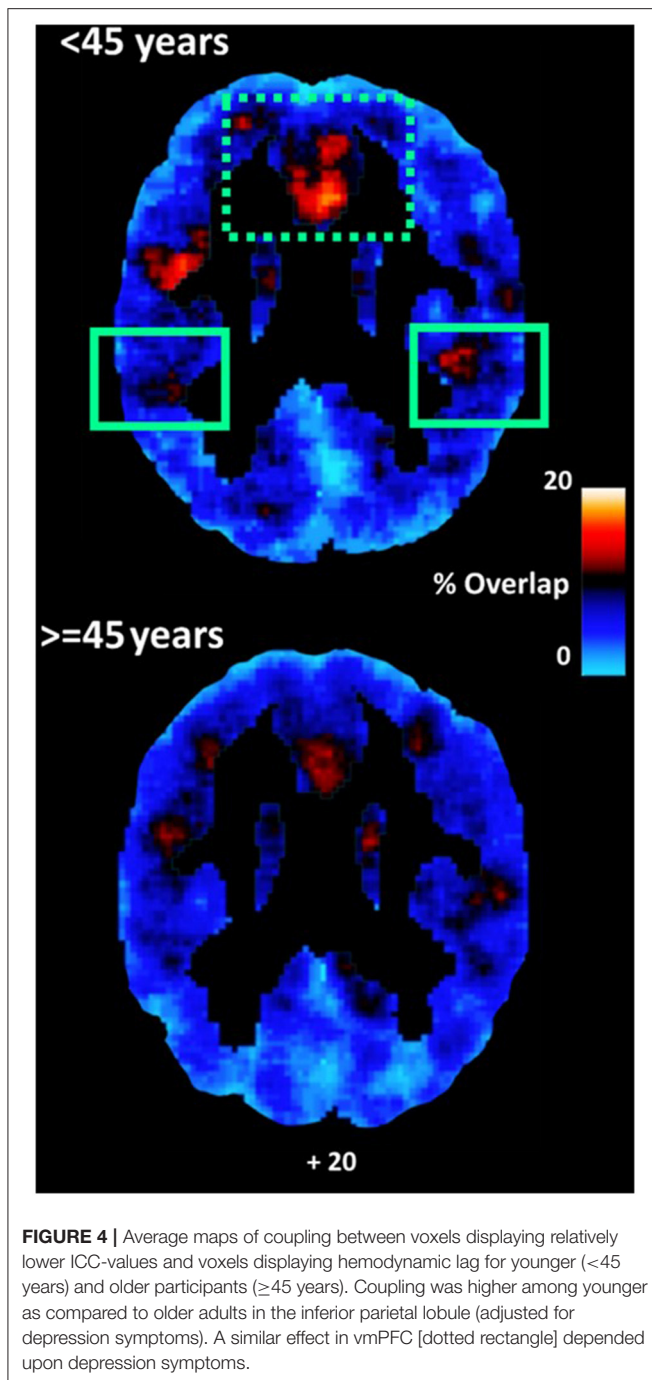 <45 years
20
% Overlap
0
>=45 years
+ 20
FIGURE 4 | Average maps of coupling between voxels displaying relatively
lower ICC-values and voxels displaying hemodynamic lag for younger (<45
years) and older participants (≥45 years). Coupling was higher among younger
as compared to older adults in the inferior parietal lobule (adjusted for
depression symptoms). A similar effect in vmPFC [dotted rectangle] depended
upon depression symptoms.